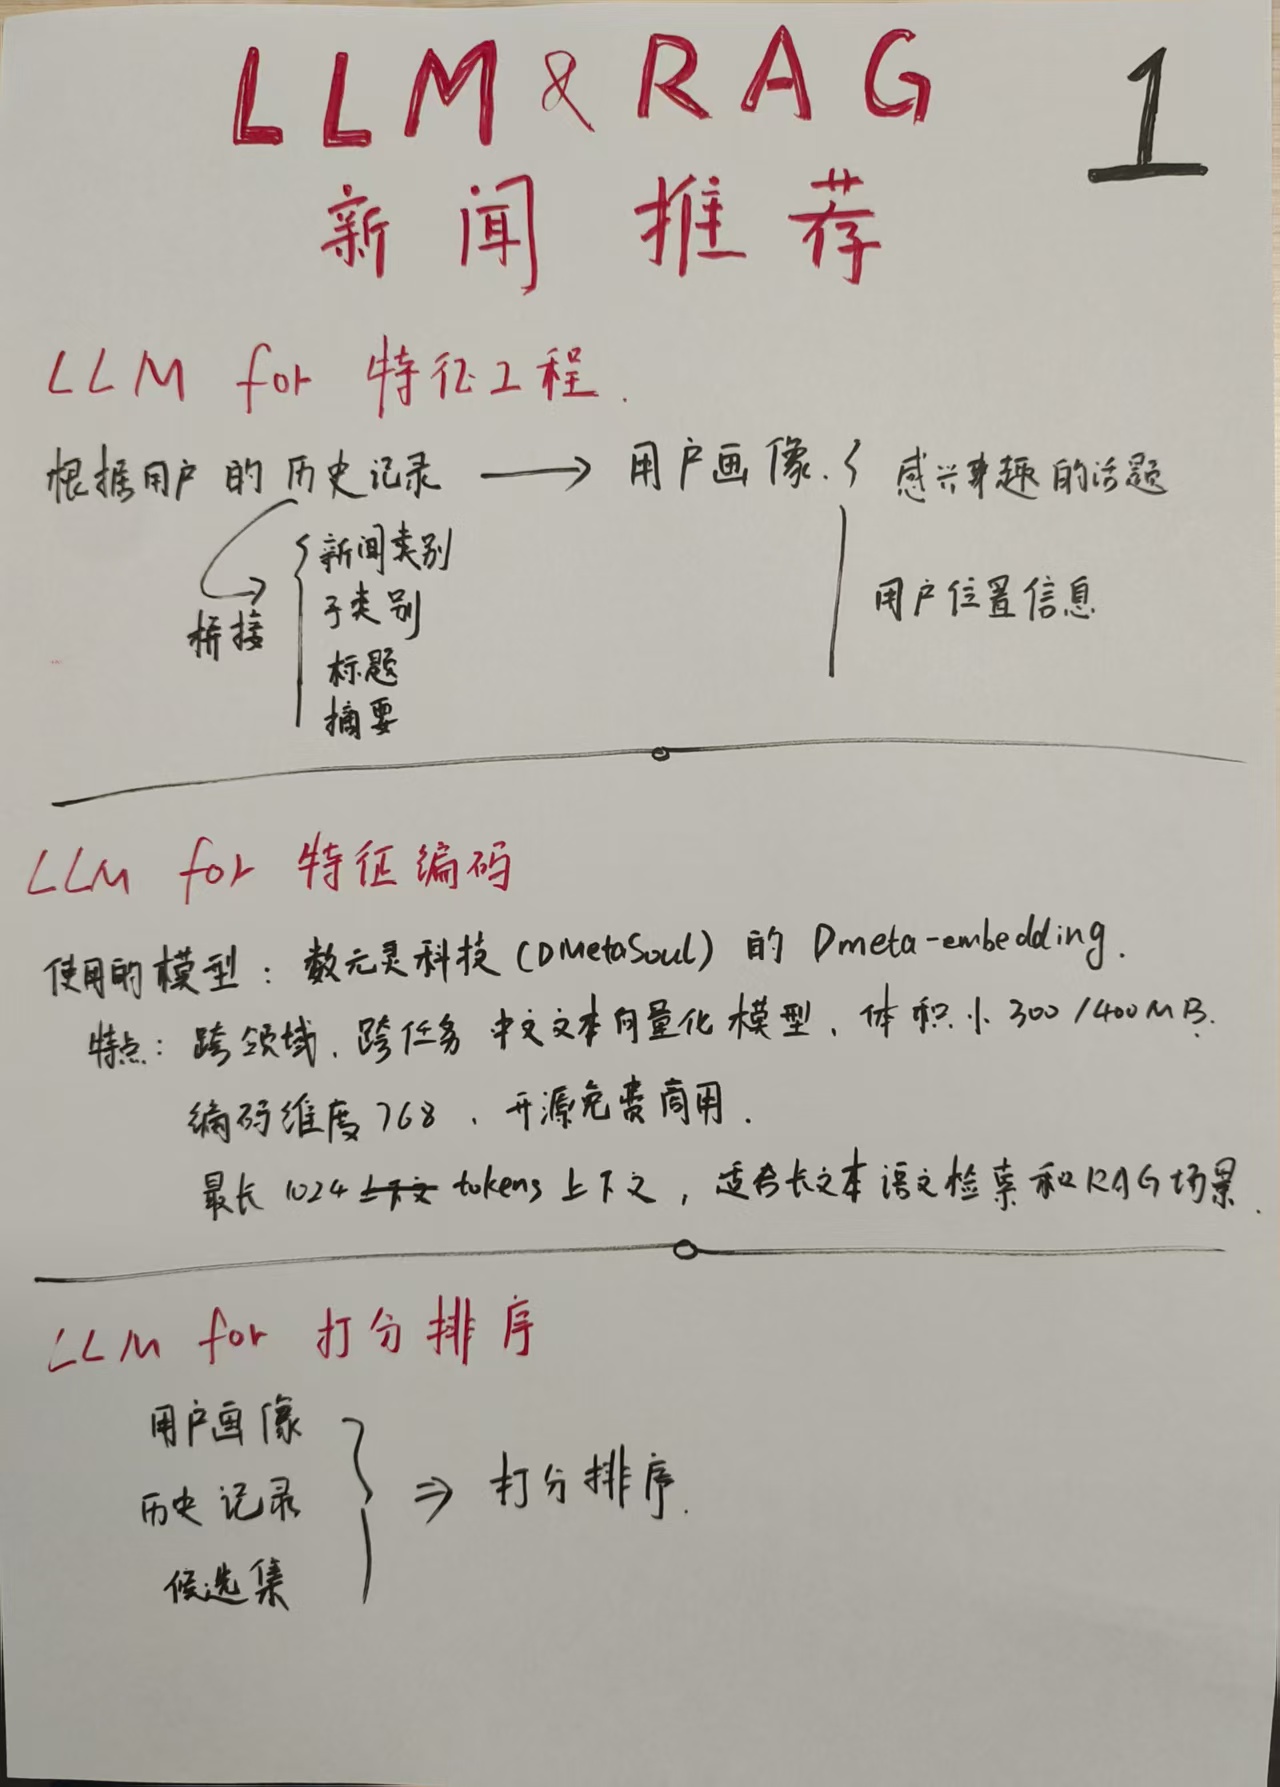 LLM & RAG
1
新闻推荐
LLM for 特征工程.
根据用户的历史记录 → 用户画像. { 感兴趣的话题
用户位置信息
拼接
新闻类别
子类别
标题
摘要
LLM for 特征编码
使用的模型: 数元灵科技 (DMetaSoul) 的 Dmeta-embedding.
特点: 跨领域、跨任务 中文文本向量化模型、体积小 300/400MB.
编码维度768、开源免费商用.
最长 1024 上下文 tokens 上下文, 适合长文本语义检索和RAG场景.
LLM for 打分排序
用户画像
历史记录
候选集
⇒ 打分排序.